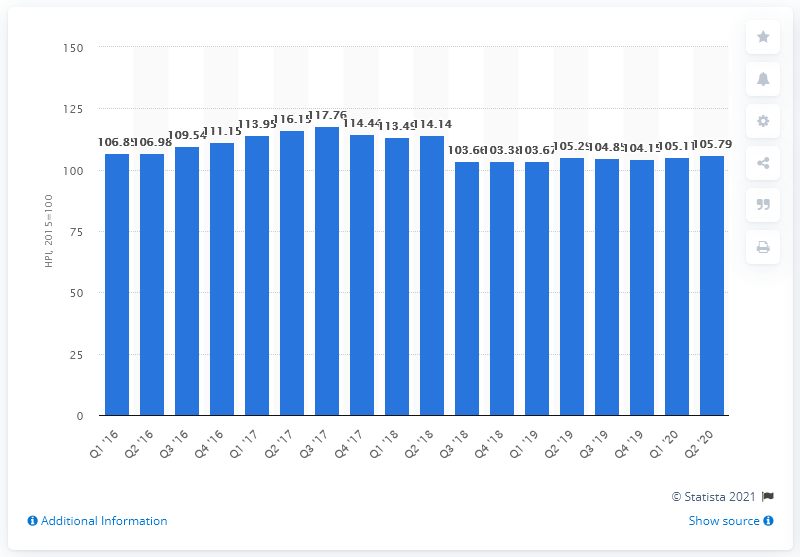 150
125
100
75
50
25
0
HPI, 2015=100
106.85 106.98 109.54 111.15 113.95 116.15 117.76 114.44 113.49 114.14 103.66 103.38 103.67 105.29 104.85 104.15 105.11 105.79
Q1 '16 Q2 '16 Q3 '16 Q4 '16 Q1 '17 Q2 '17 Q3 '17 Q4 '17 Q1 '18 Q2 '18 Q3 '18 Q4 '18 Q1 '19 Q2 '19 Q3 '19 Q4 '19 Q1 '20 Q2 '20
© Statista 2021
Additional Information
Show source